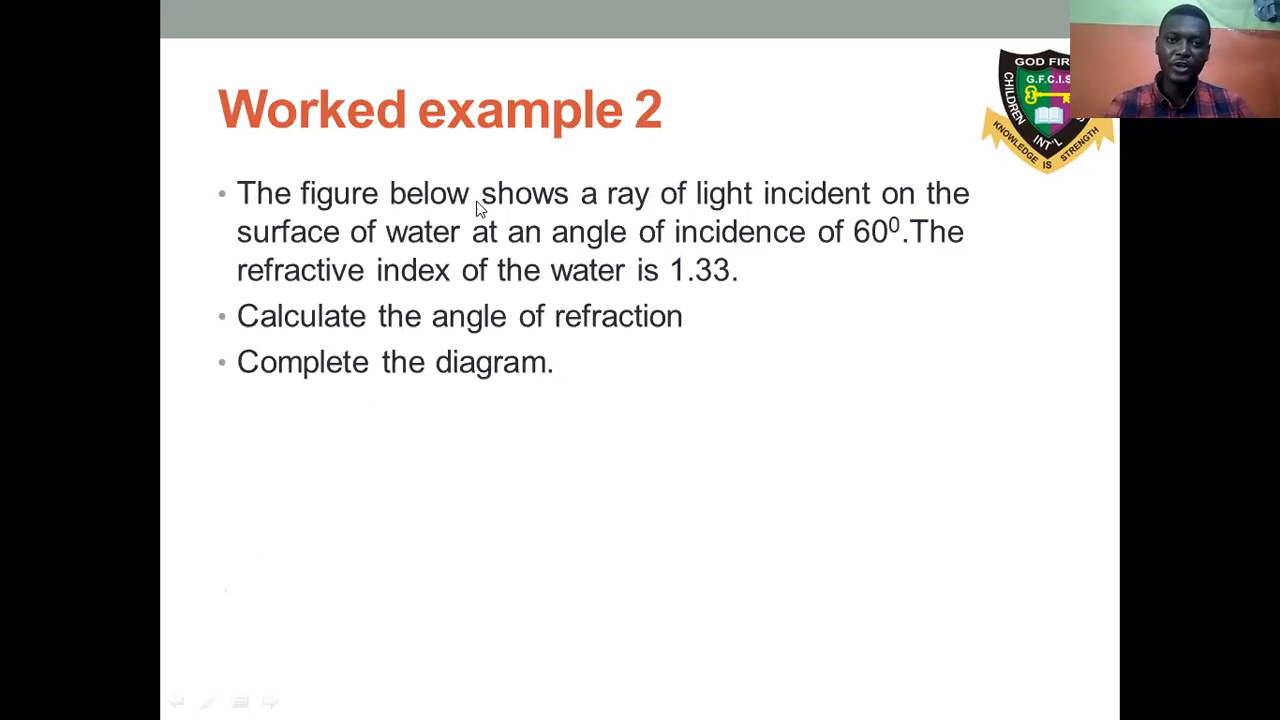 Worked example 2
GOD FIR
G.F.C.I.S
CHILDREN
INT'L
KNOWLEDGE IS STRENGTH
• The figure below shows a ray of light incident on the
surface of water at an angle of incidence of 60⁰.The
refractive index of the water is 1.33.
• Calculate the angle of refraction
• Complete the diagram.